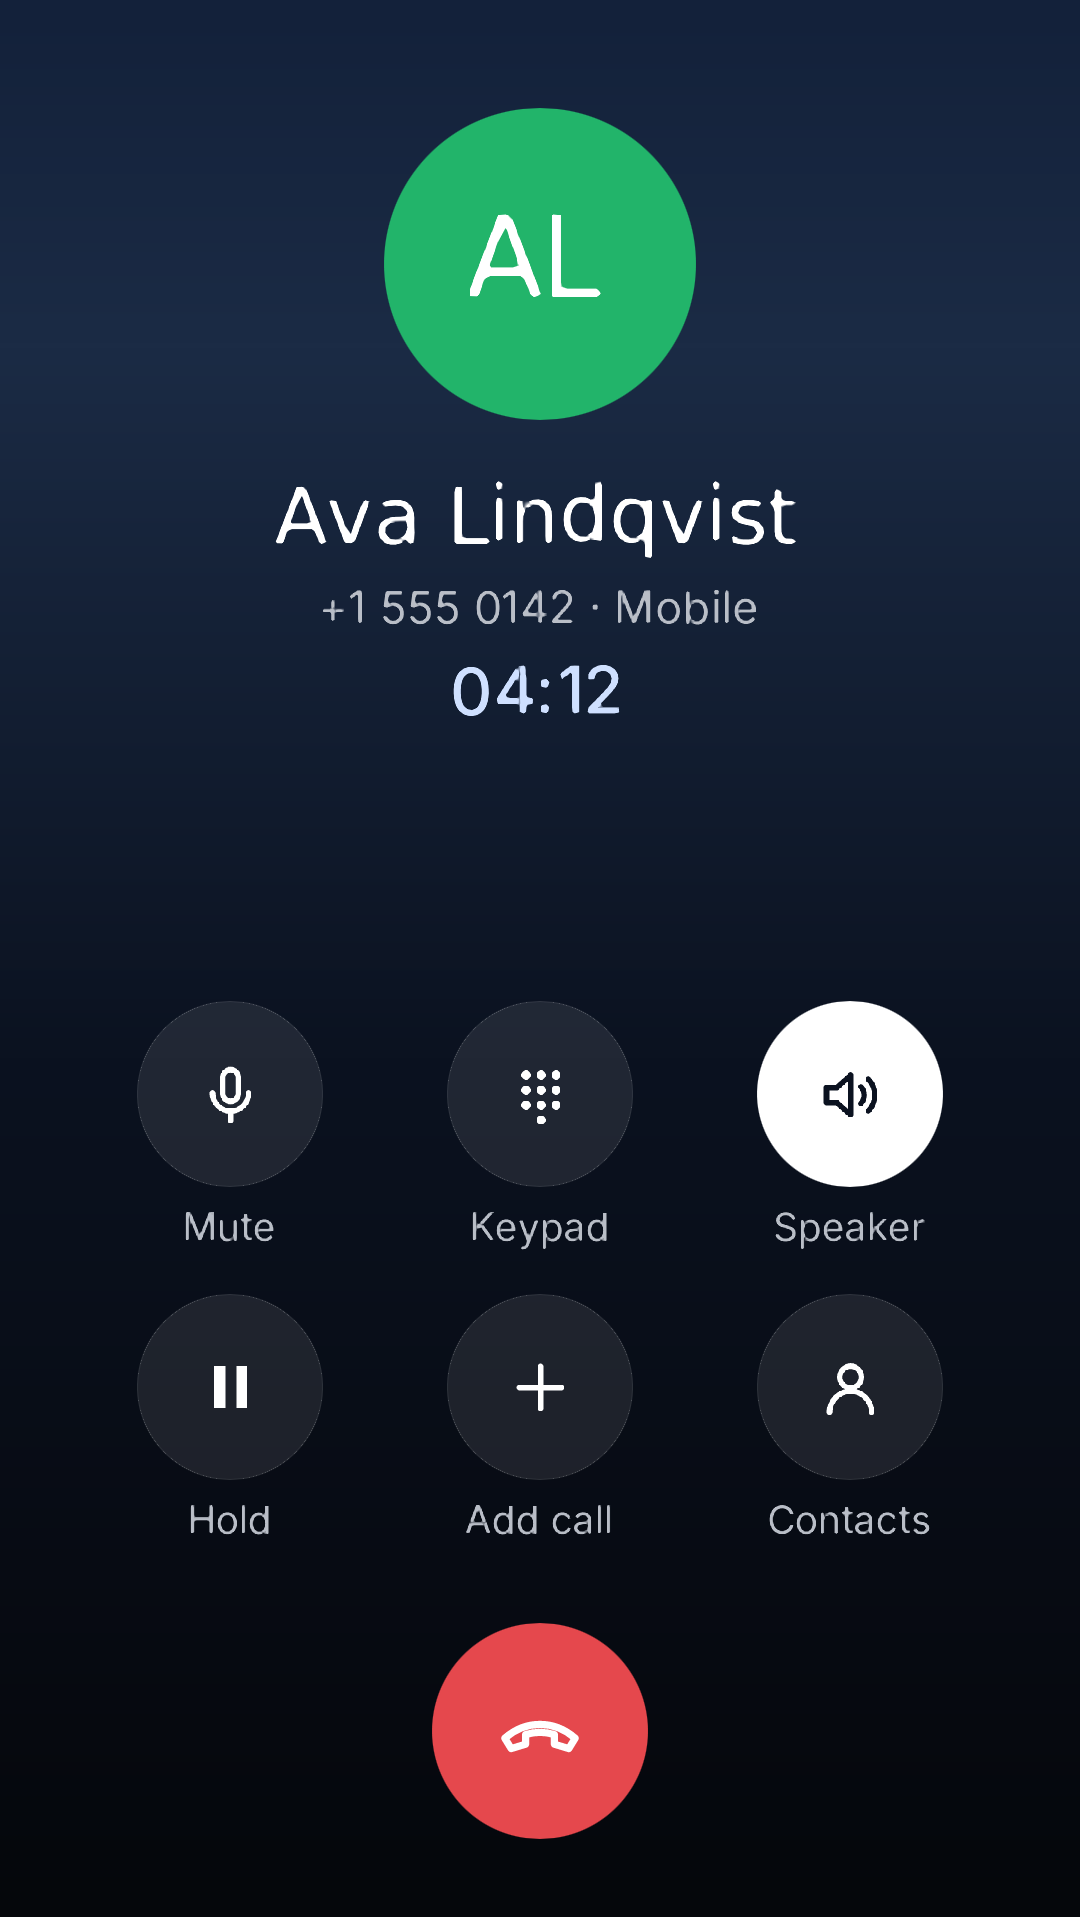 AL
Ava Lindqvist
+1 555 0142 · Mobile
04:12
Mute Keypad Speaker
Hold Add call Contacts